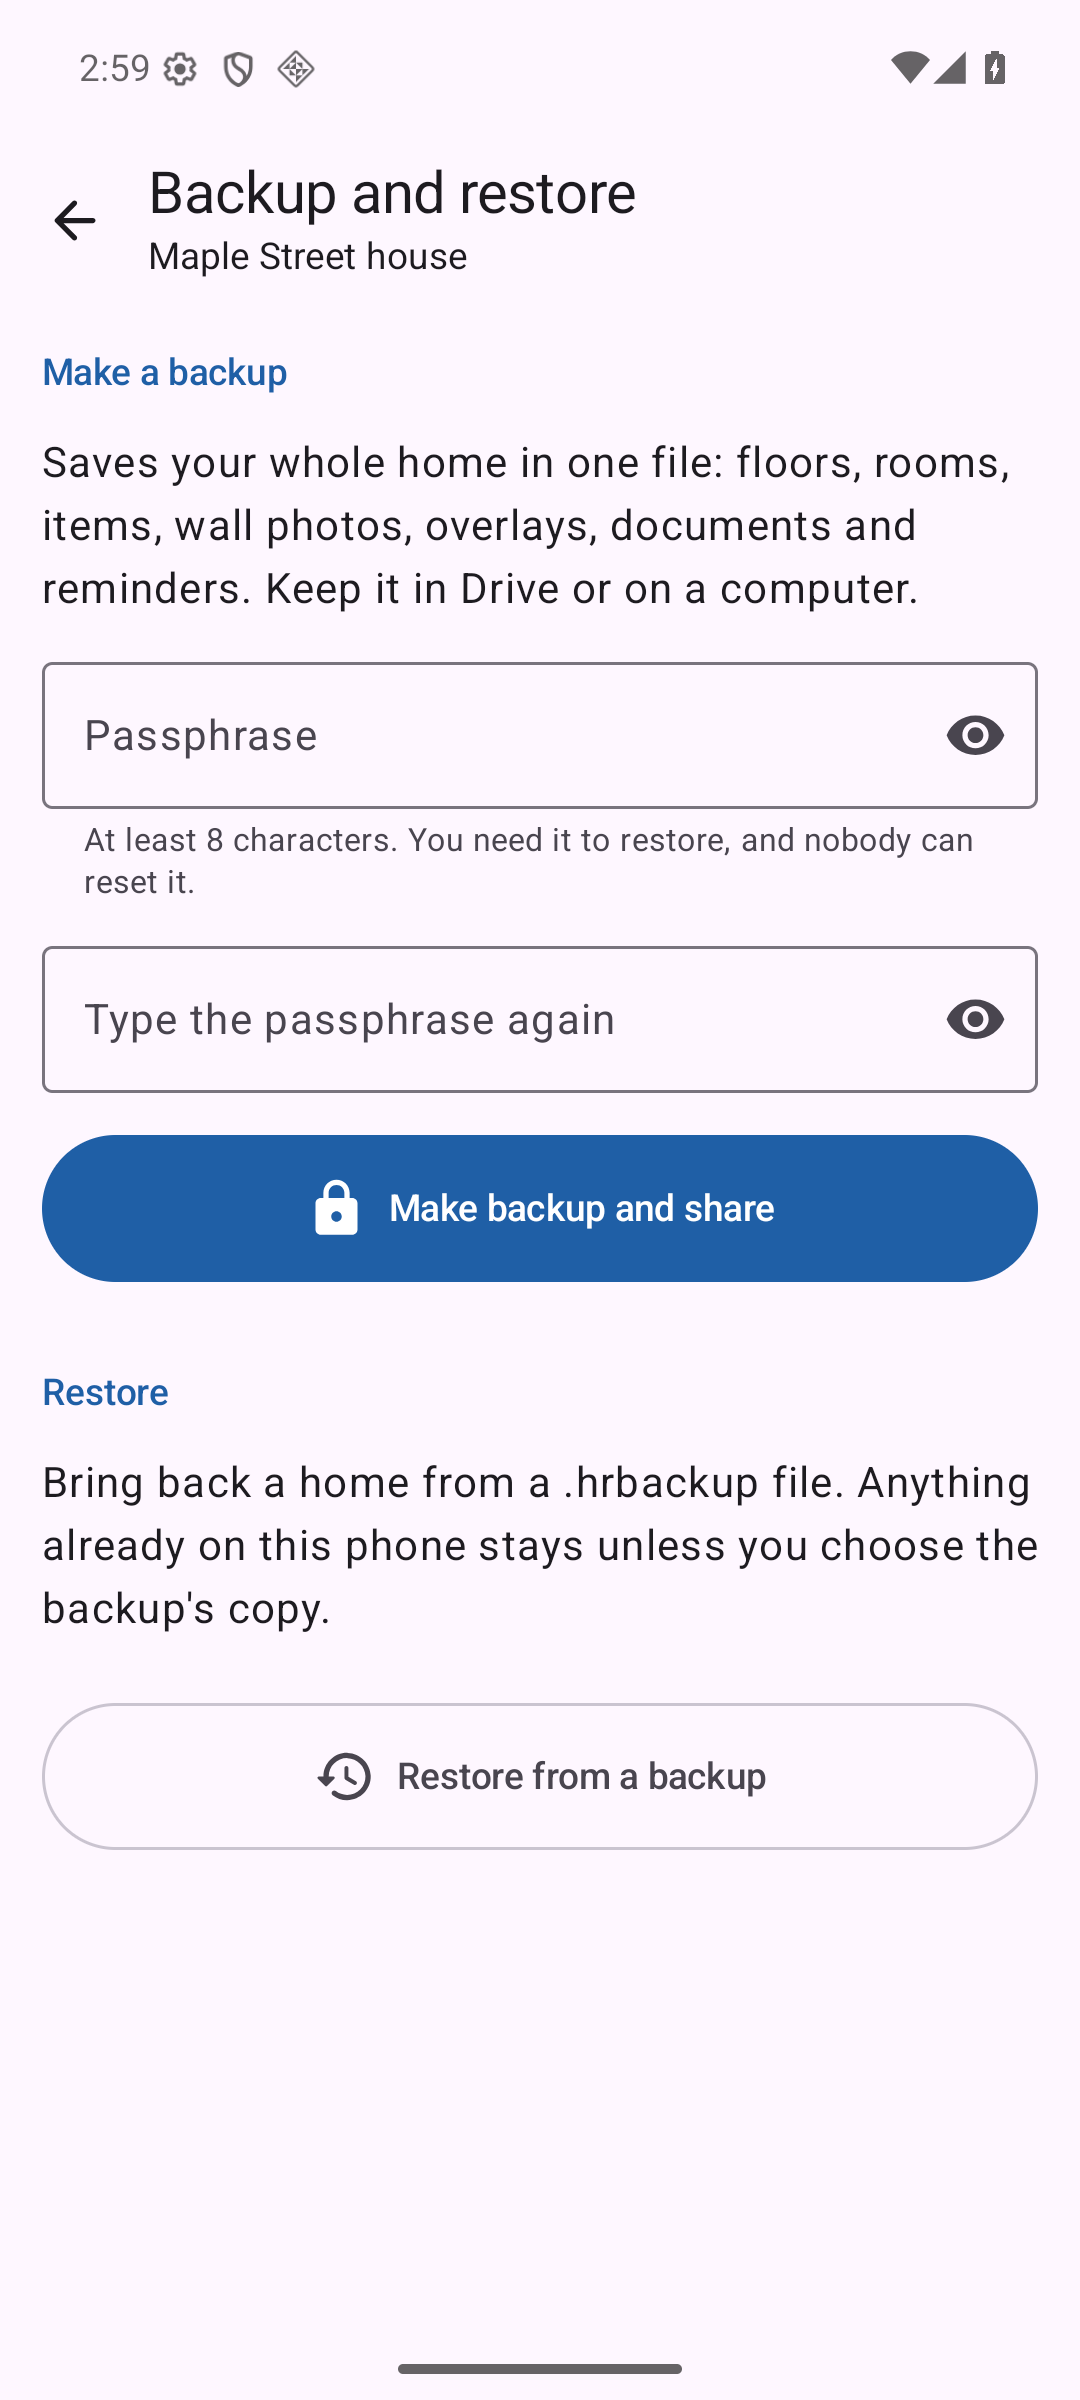 2:59
Backup and restore
Maple Street house
Make a backup
Saves your whole home in one file: floors, rooms,
items, wall photos, overlays, documents and
reminders. Keep it in Drive or on a computer.
Passphrase
At least 8 characters. You need it to restore, and nobody can
reset it.
Type the passphrase again
Make backup and share
Restore
Bring back a home from a .hrbackup file. Anything
already on this phone stays unless you choose the
backup's copy.
Restore from a backup